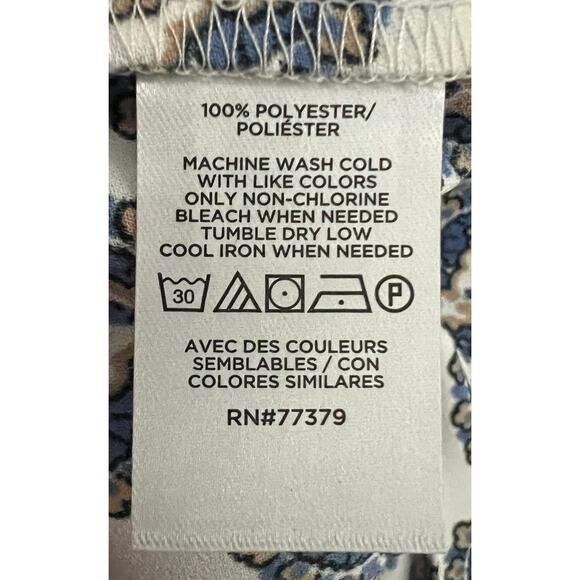 100% POLYESTER/
POLIÉSTER
MACHINE WASH COLD
WITH LIKE COLORS
ONLY NON-CHLORINE
BLEACH WHEN NEEDED
TUMBLE DRY LOW
COOL IRON WHEN NEEDED
30 P
AVEC DES COULEURS
SEMBLABLES / CON
COLORES SIMILARES
RN#77379